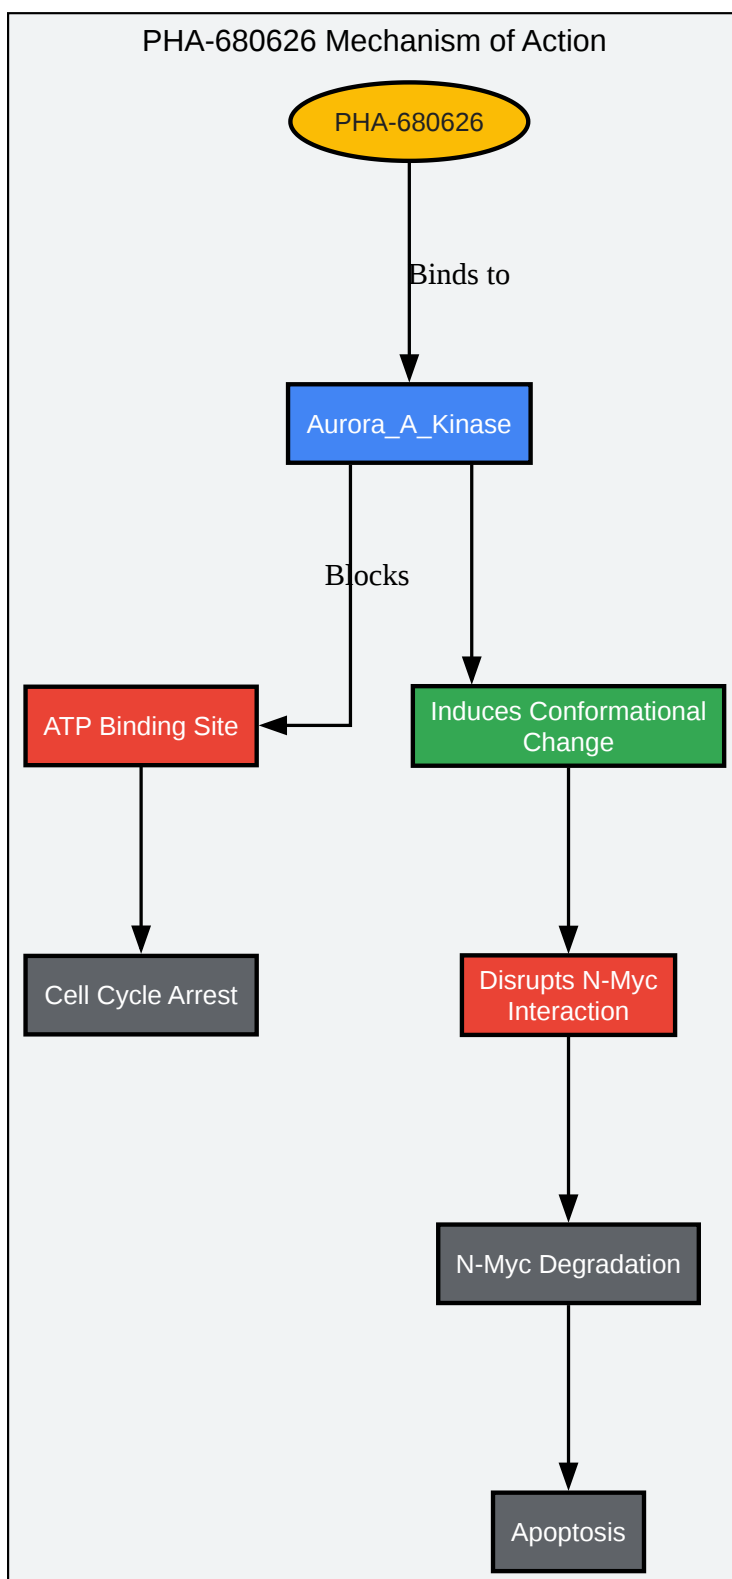 PHA-680626 Mechanism of Action
PHA-680626
Binds to
Aurora_A_Kinase
Blocks
ATP Binding Site
Induces Conformational
Change
Cell Cycle Arrest
Disrupts N-Myc
Interaction
N-Myc Degradation
Apoptosis